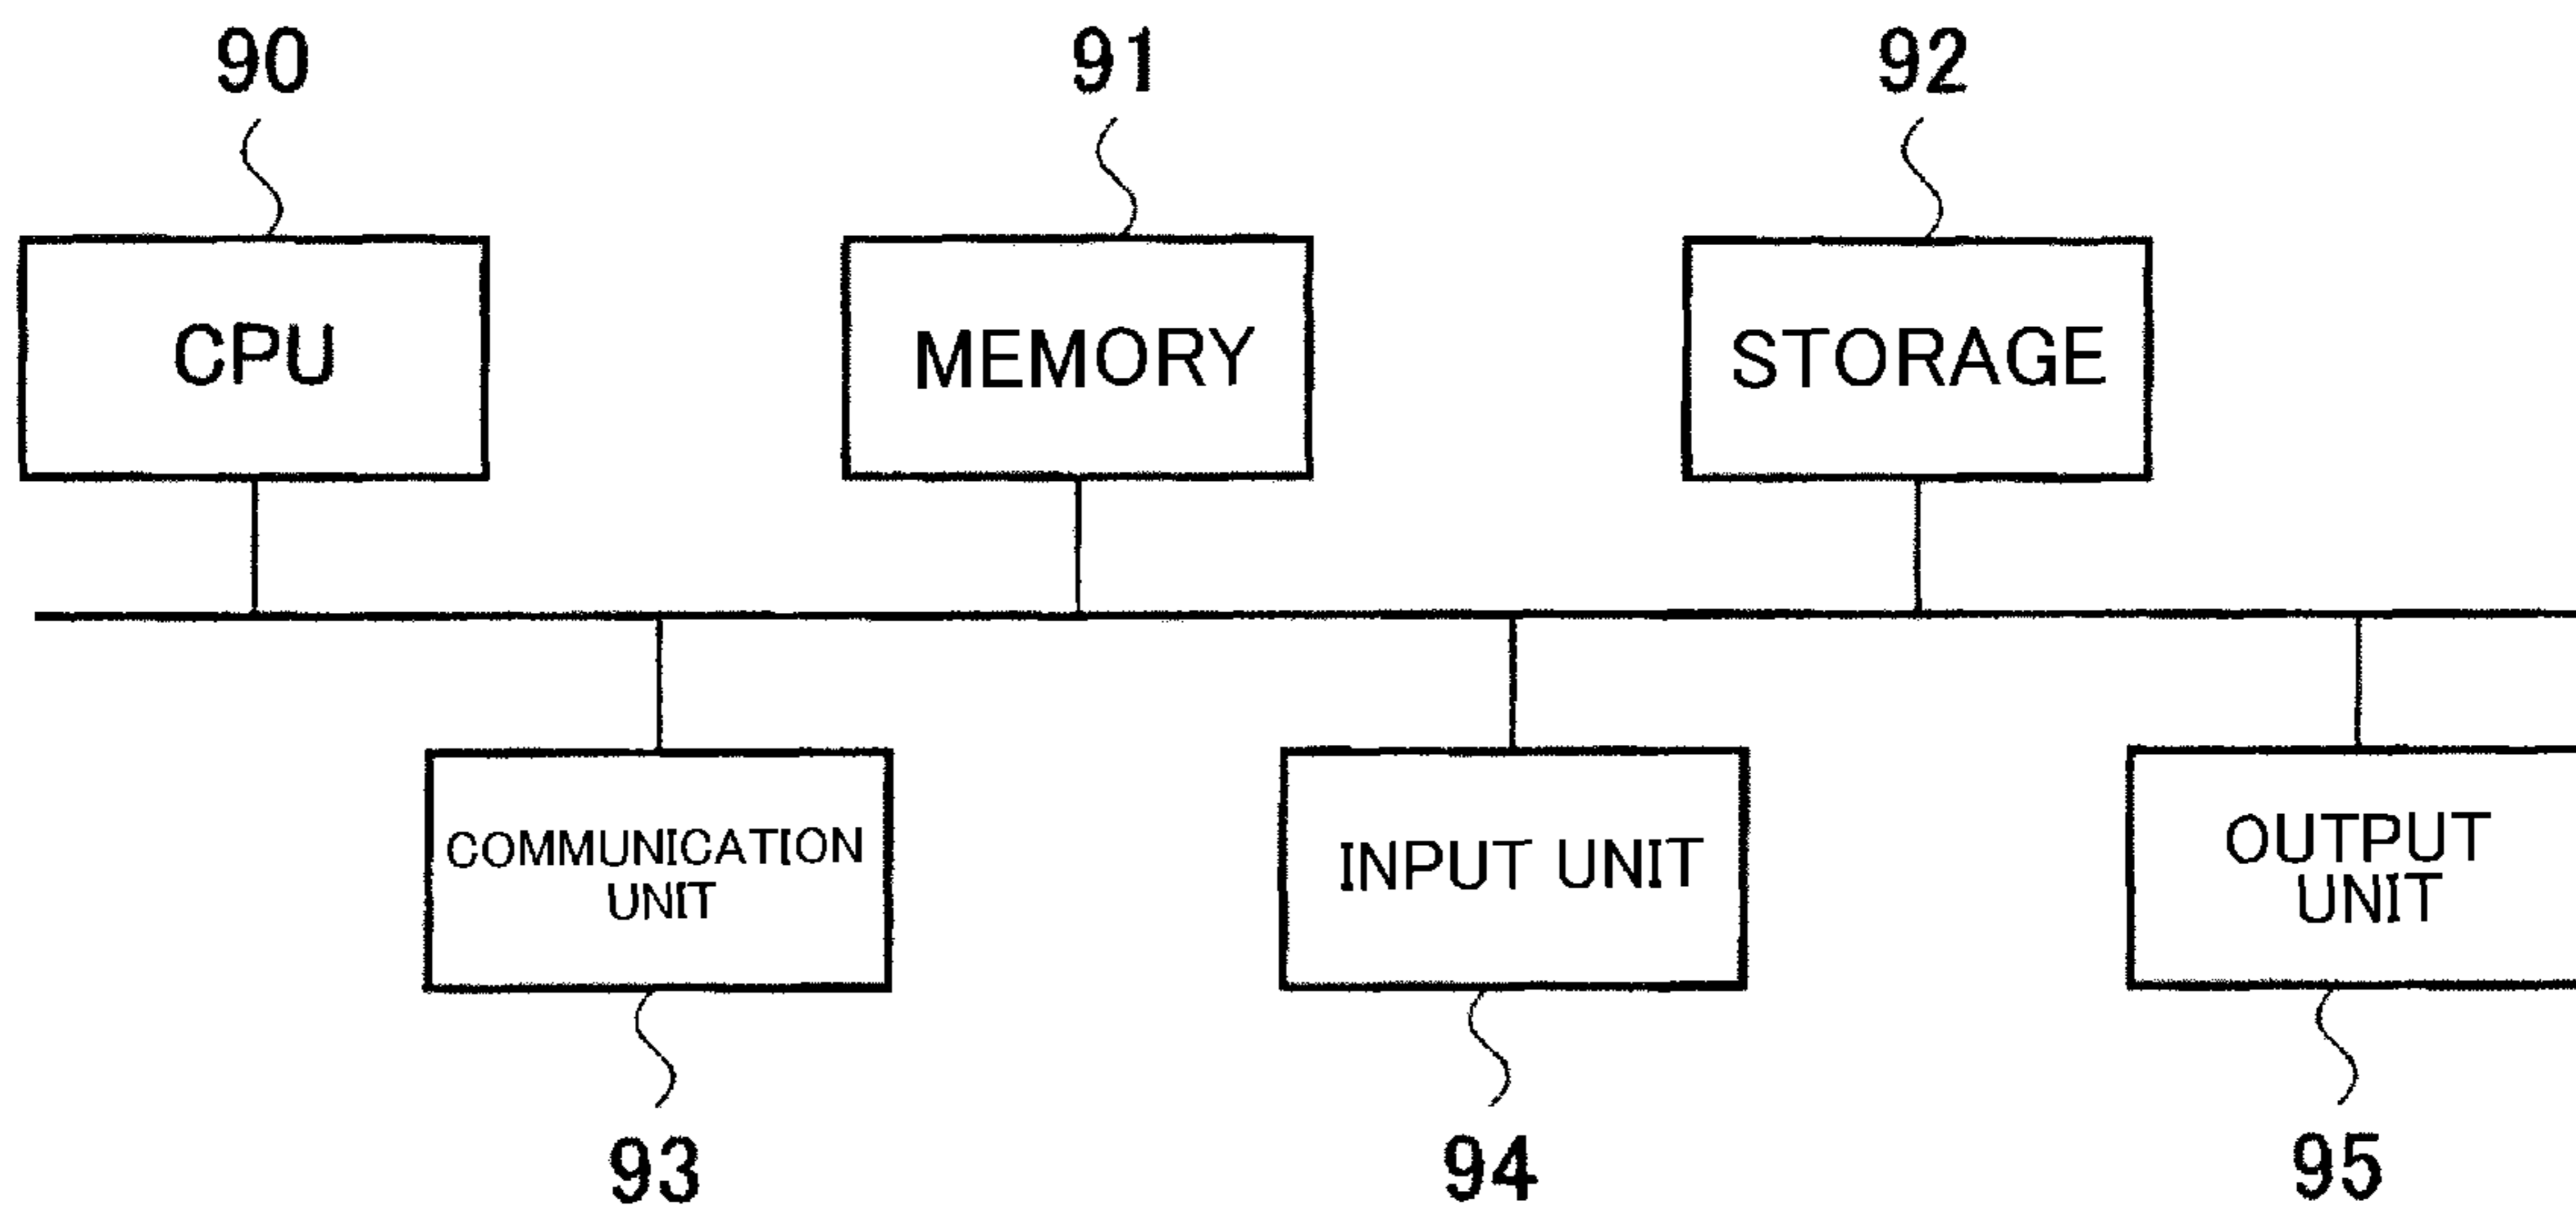 90
91
92
CPU
MEMORY
STORAGE
COMMUNICATION
UNIT
INPUT UNIT
OUTPUT
UNIT
93
94
95